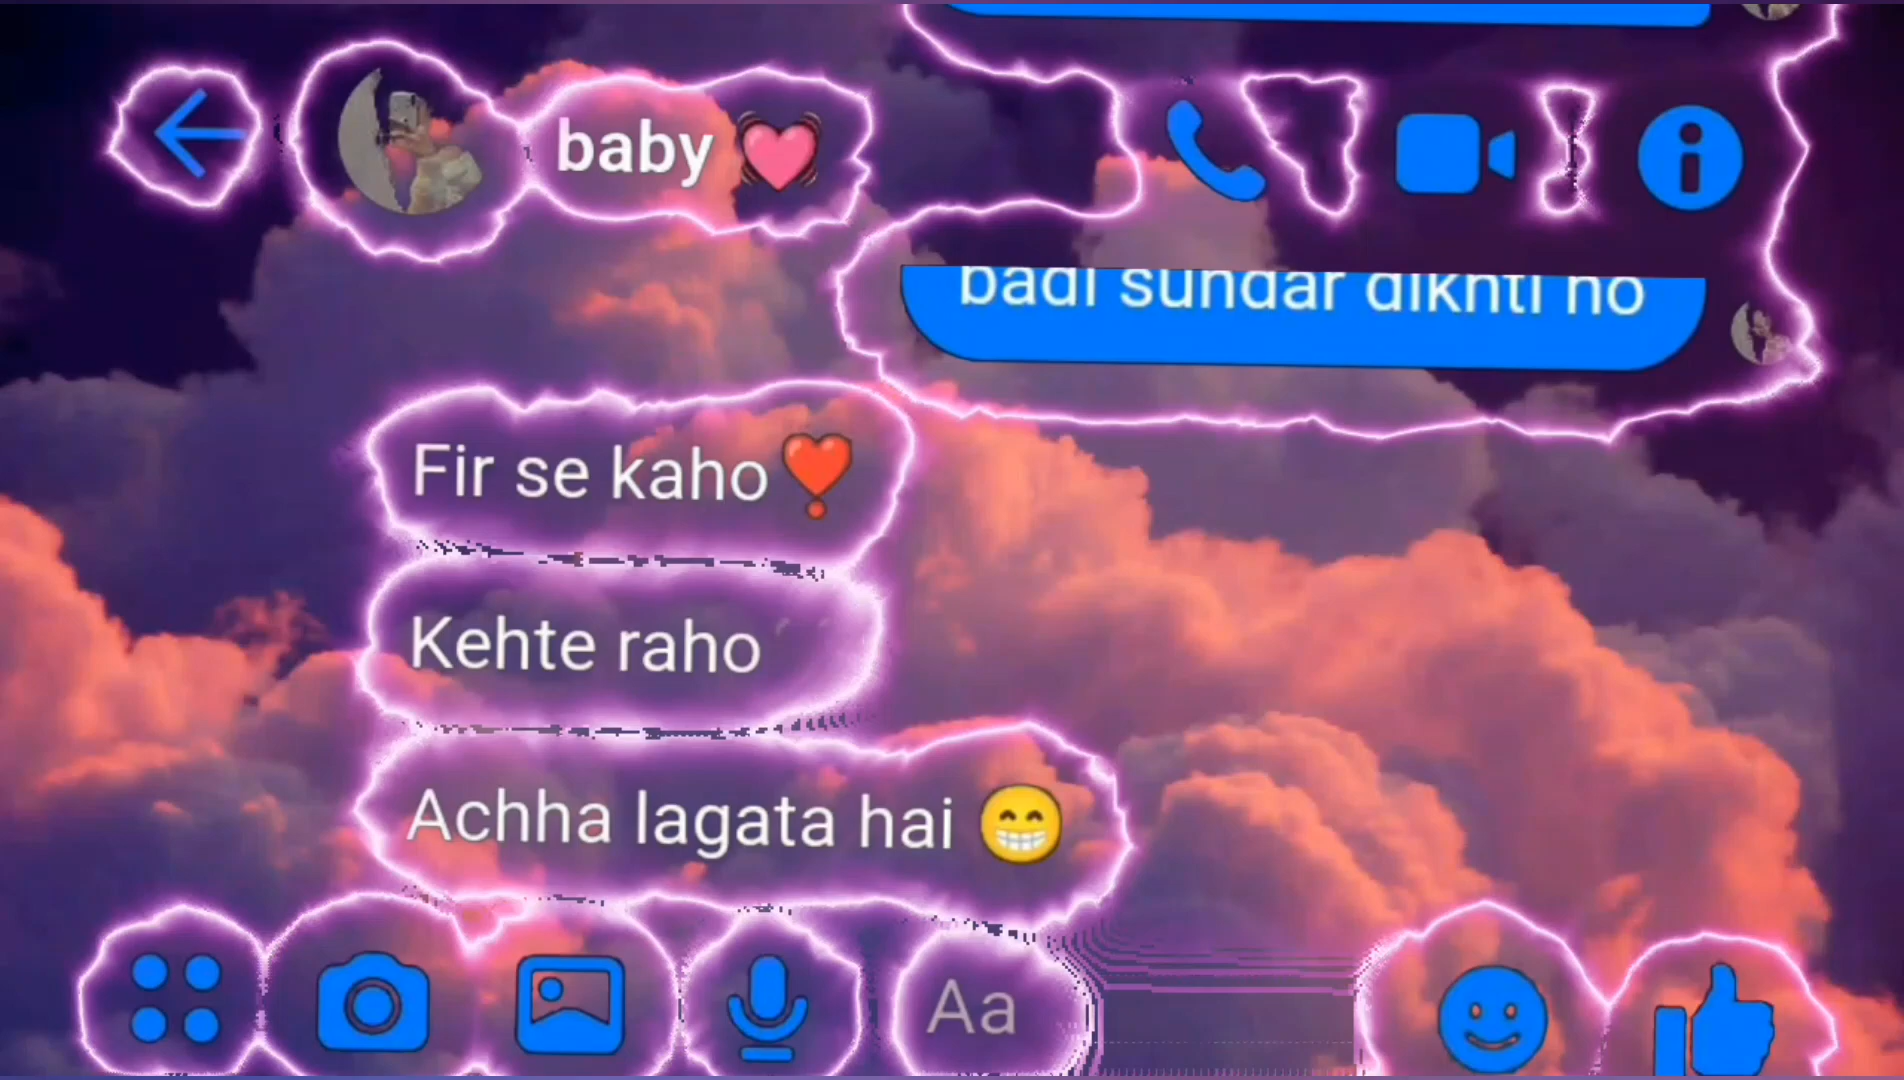 baby 💓
badi sundar dikhti ho
Fir se kaho❣️
Kehte raho
Achha lagata hai 😁
Aa